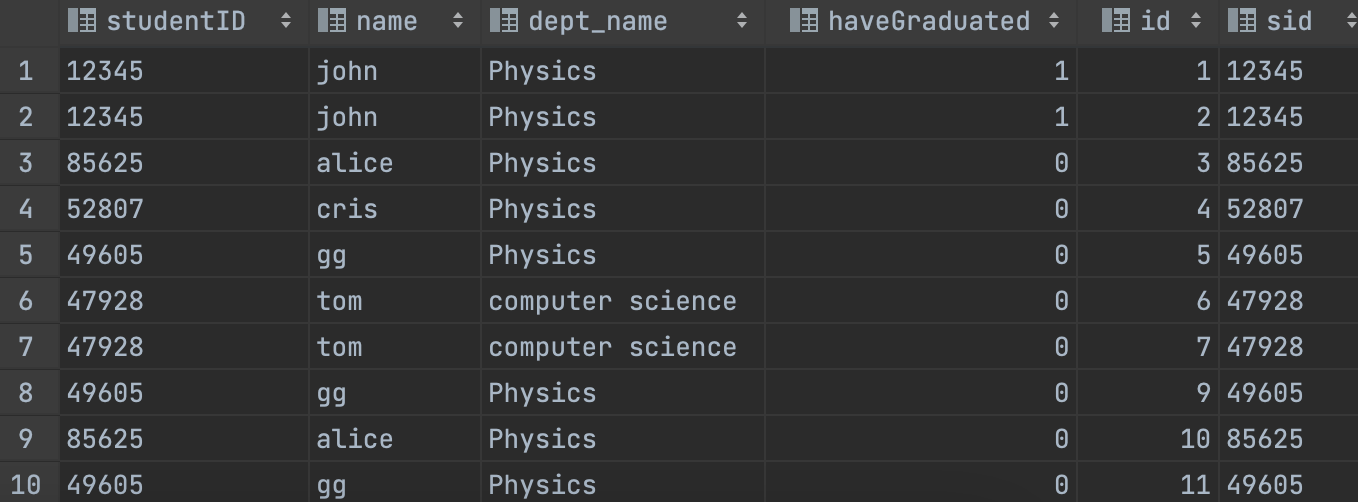 studentID name dept_name haveGraduated id sid
1 12345 john Physics 1 1 12345
2 12345 john Physics 1 2 12345
3 85625 alice Physics 0 3 85625
4 52807 cris Physics 0 4 52807
5 49605 gg Physics 0 5 49605
6 47928 tom computer science 0 6 47928
7 47928 tom computer science 0 7 47928
8 49605 gg Physics 0 9 49605
9 85625 alice Physics 0 10 85625
10 49605 gg Physics 0 11 49605